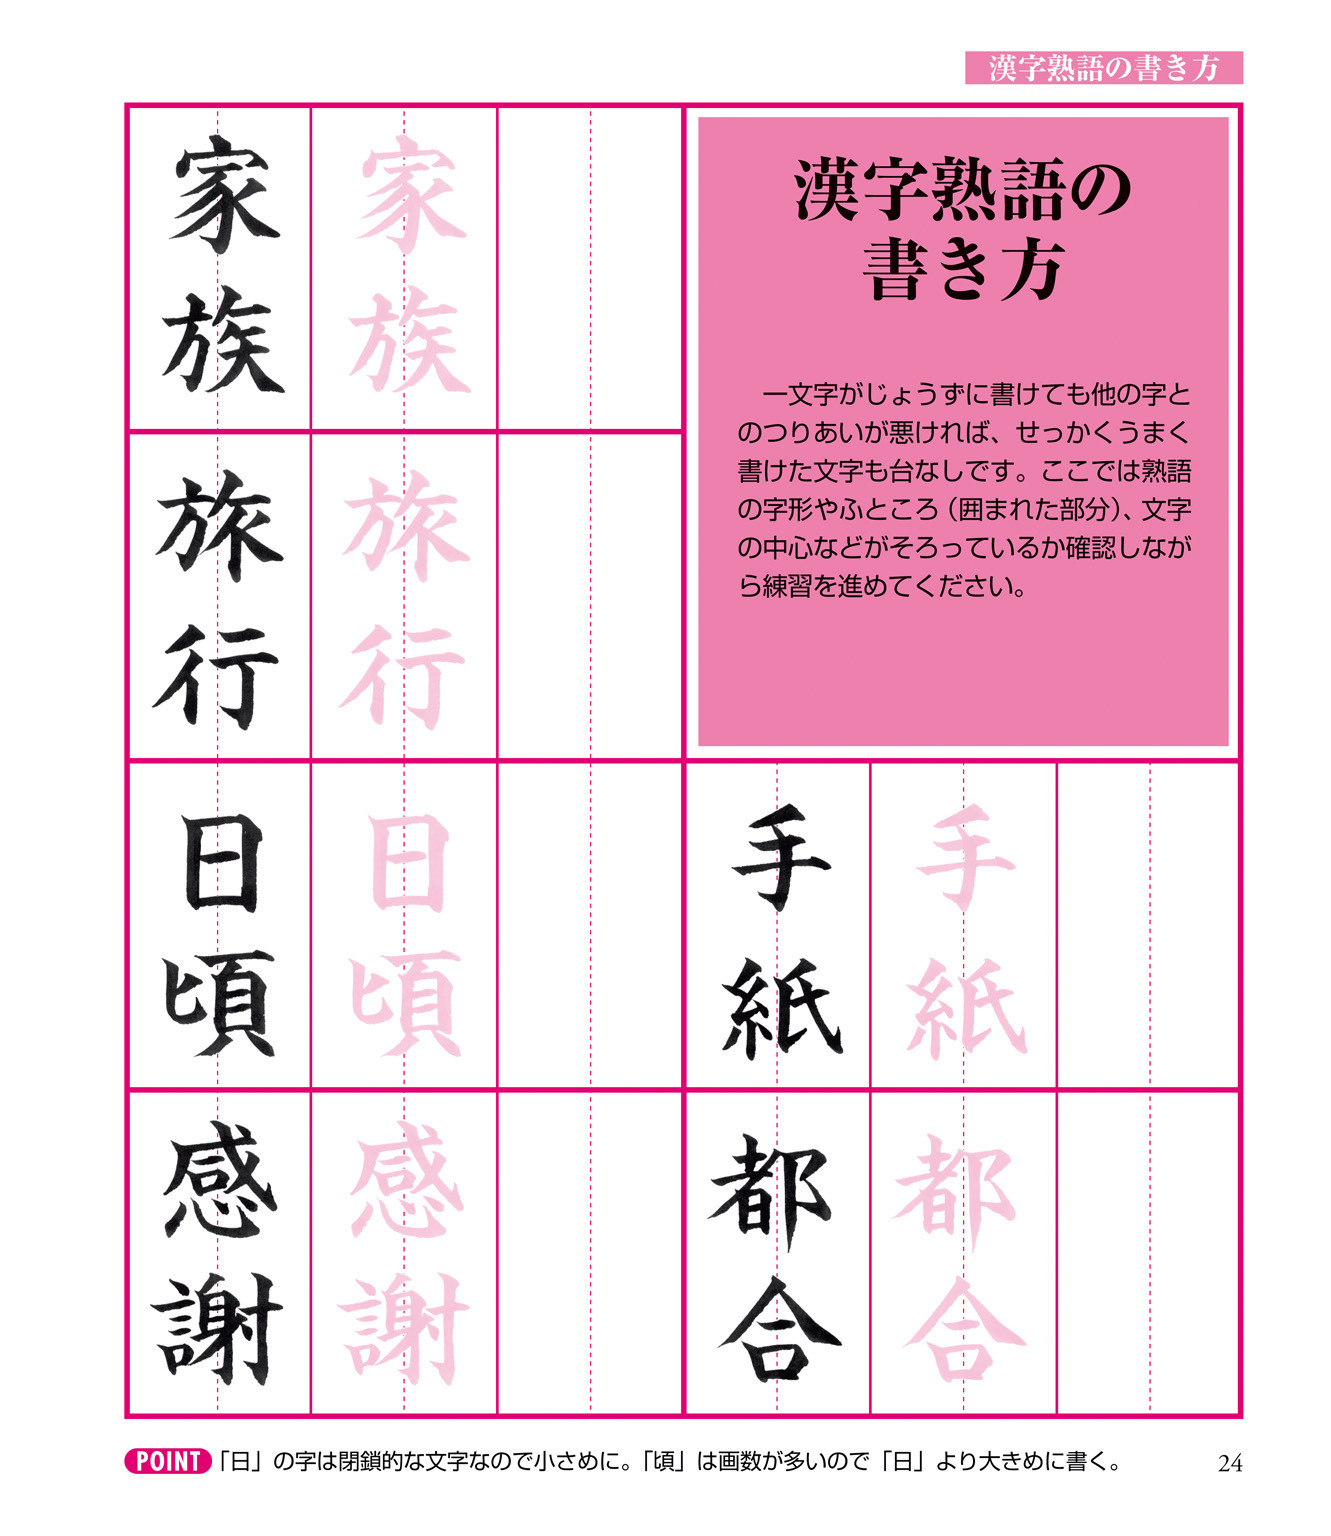 漢字熟語の書き方
漢字熟語の
書き方
一文字がじょうずに書けても他の字と
のつりあいが悪ければ、せっかくうまく
書けた文字も台なしです。ここでは熟語
の字形やふところ（囲まれた部分）、文字
の中心などがそろっているか確認しなが
ら練習を進めてください。
家族
家族
旅行
旅行
日頃
日頃
手紙
手紙
感謝
感謝
都合
都合
POINT 「日」の字は閉鎖的な文字なので小さめに。「頃」は画数が多いので「日」より大きめに書く。
24